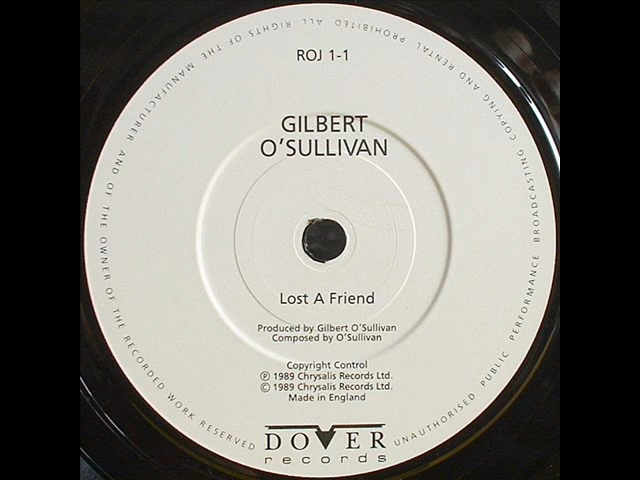 ROJ 1-1
GILBERT
O'SULLIVAN
Lost A Friend
Produced by Gilbert O'Sullivan
Composed by O'Sullivan
Copyright Control
℗ 1989 Chrysalis Records Ltd.
© 1989 Chrysalis Records Ltd.
Made in England
DOVER
records
ALL RIGHTS OF THE MANUFACTURER AND OF THE OWNER OF THE RECORDED WORK RESERVED UNAUTHORISED PUBLIC PERFORMANCE BROADCASTING COPYING AND RENTAL PROHIBITED